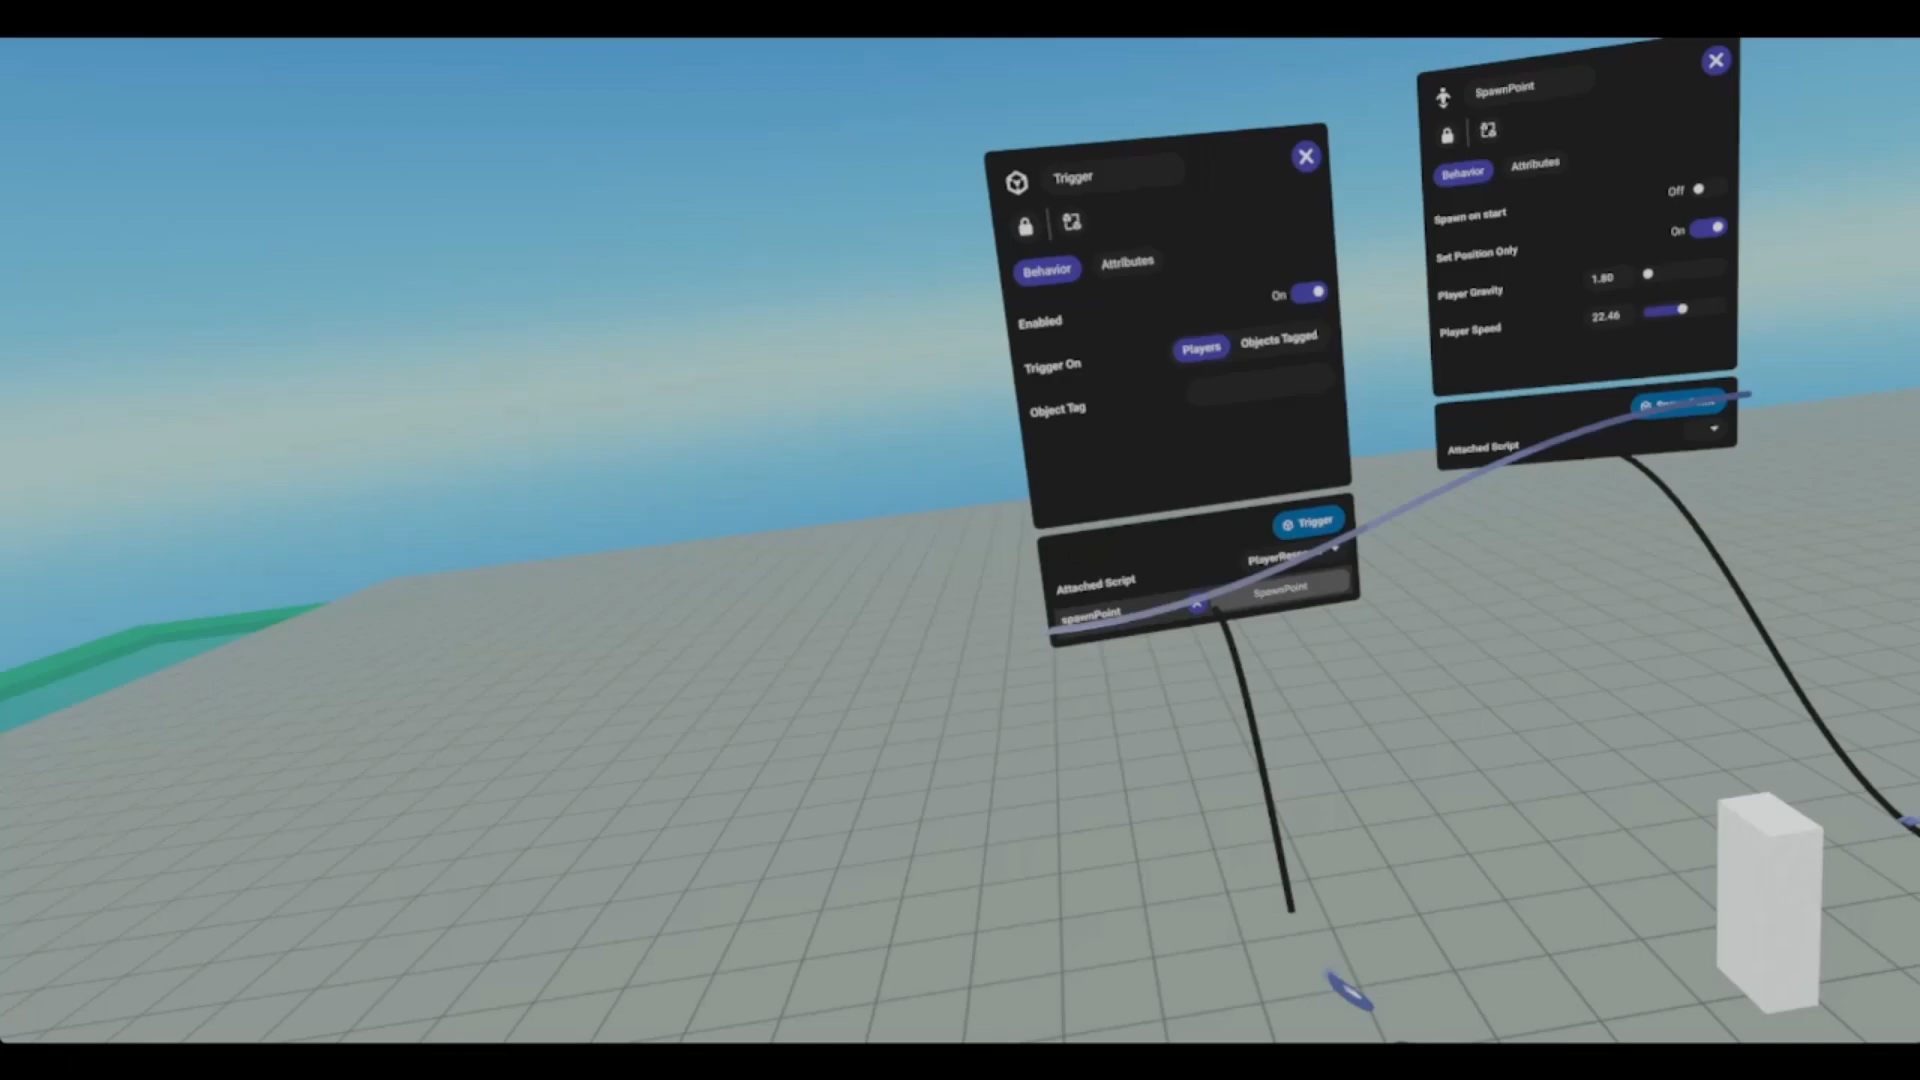 Trigger
Behavior Attributes
On
Enabled
Players Objects Tagged
Trigger On
Object Tag
Trigger
Attached Script
spawnPoint SpawnPoint
SpawnPoint
Behavior Attributes
Off
Spawn on start
On
Set Position Only
1.80
Player Gravity
22.46
Player Speed
Attached Script